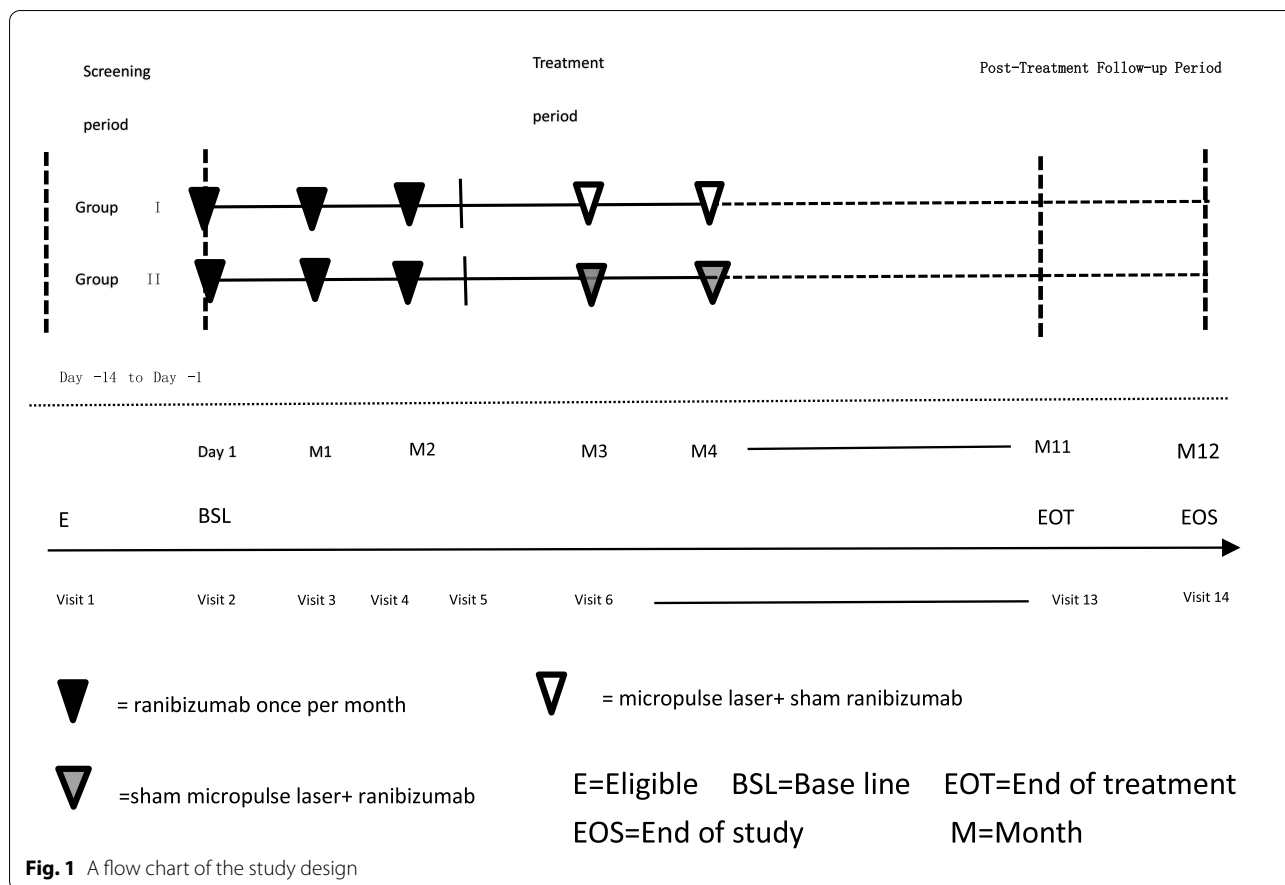 Screening
period
Treatment
period
Post-Treatment Follow-up Period
Group I
Group II
Day -14 to Day -1
Day 1 M1 M2 M3 M4 M11 M12
E BSL EOT EOS
Visit 1 Visit 2 Visit 3 Visit 4 Visit 5 Visit 6 Visit 13 Visit 14
= ranibizumab once per month
= micropulse laser+ sham ranibizumab
=sham micropulse laser+ ranibizumab
E=Eligible BSL=Base line EOT=End of treatment
EOS=End of study M=Month
Fig. 1 A flow chart of the study design